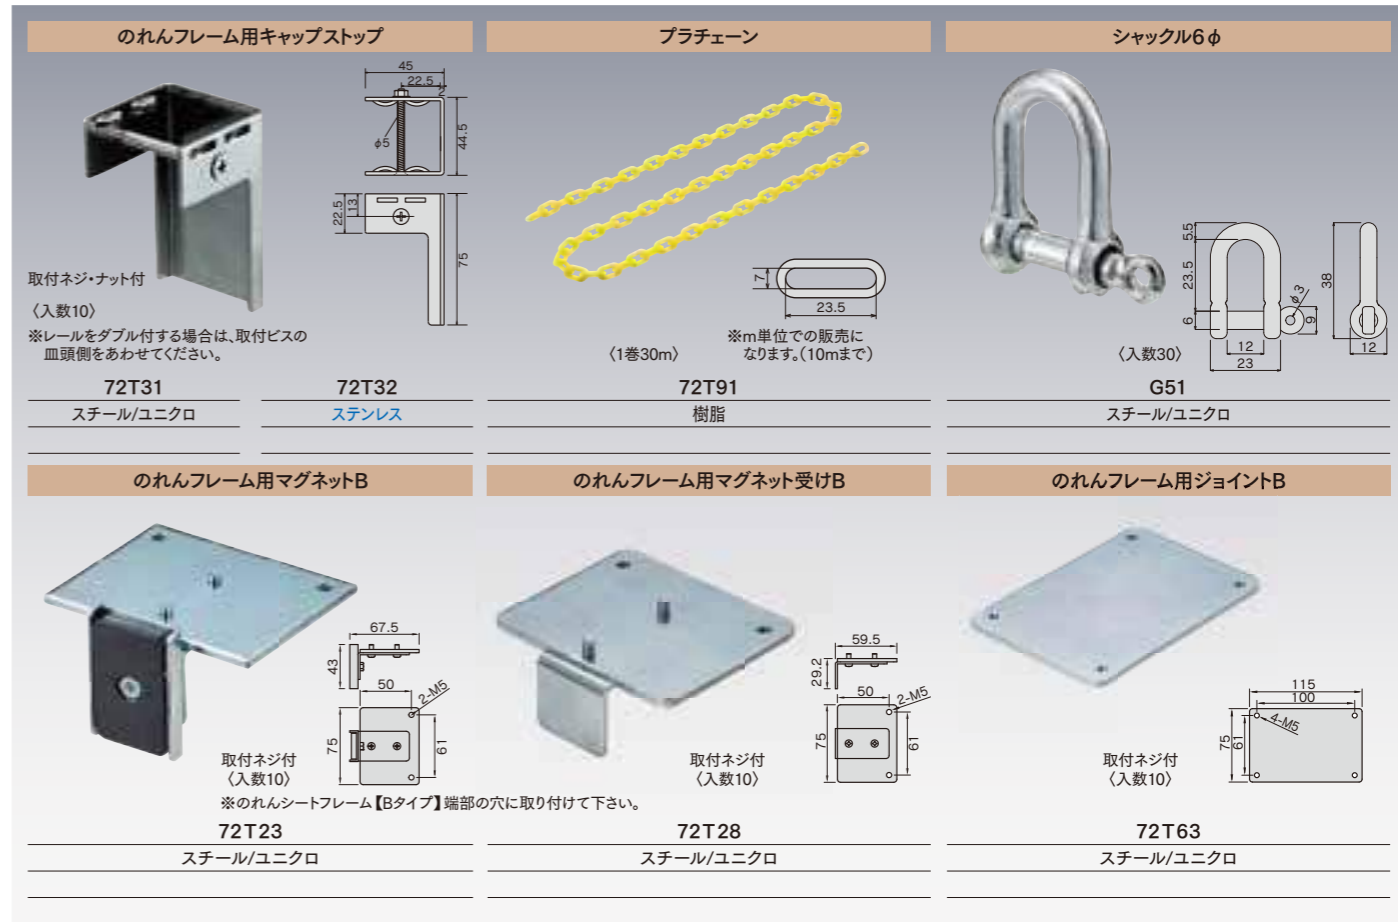 のれんフレーム用キャップストップ
45
22.5
2
φ5
44.5
22.5
13
75
取付ネジ・ナット付
〈入数10〉
※レールをダブル付する場合は、取付ビスの
皿頭側をあわせてください。
72T31
スチール/ユニクロ
72T32
ステンレス
プラチェーン
7
23.5
〈1巻30m〉
※m単位での販売に
なります。(10mまで)
72T91
樹脂
シャックル6φ
5.5
23.5
6
φ3
9
12
23
38
12
〈入数30〉
G51
スチール/ユニクロ
のれんフレーム用マグネットB
67.5
43
50
2-M5
75
61
取付ネジ付
〈入数10〉
※のれんシートフレーム【Bタイプ】端部の穴に取り付けて下さい。
72T23
スチール/ユニクロ
のれんフレーム用マグネット受けB
59.5
29.2
50
2-M5
75
61
取付ネジ付
〈入数10〉
72T28
スチール/ユニクロ
のれんフレーム用ジョイントB
115
100
4-M5
75
61
取付ネジ付
〈入数10〉
72T63
スチール/ユニクロ